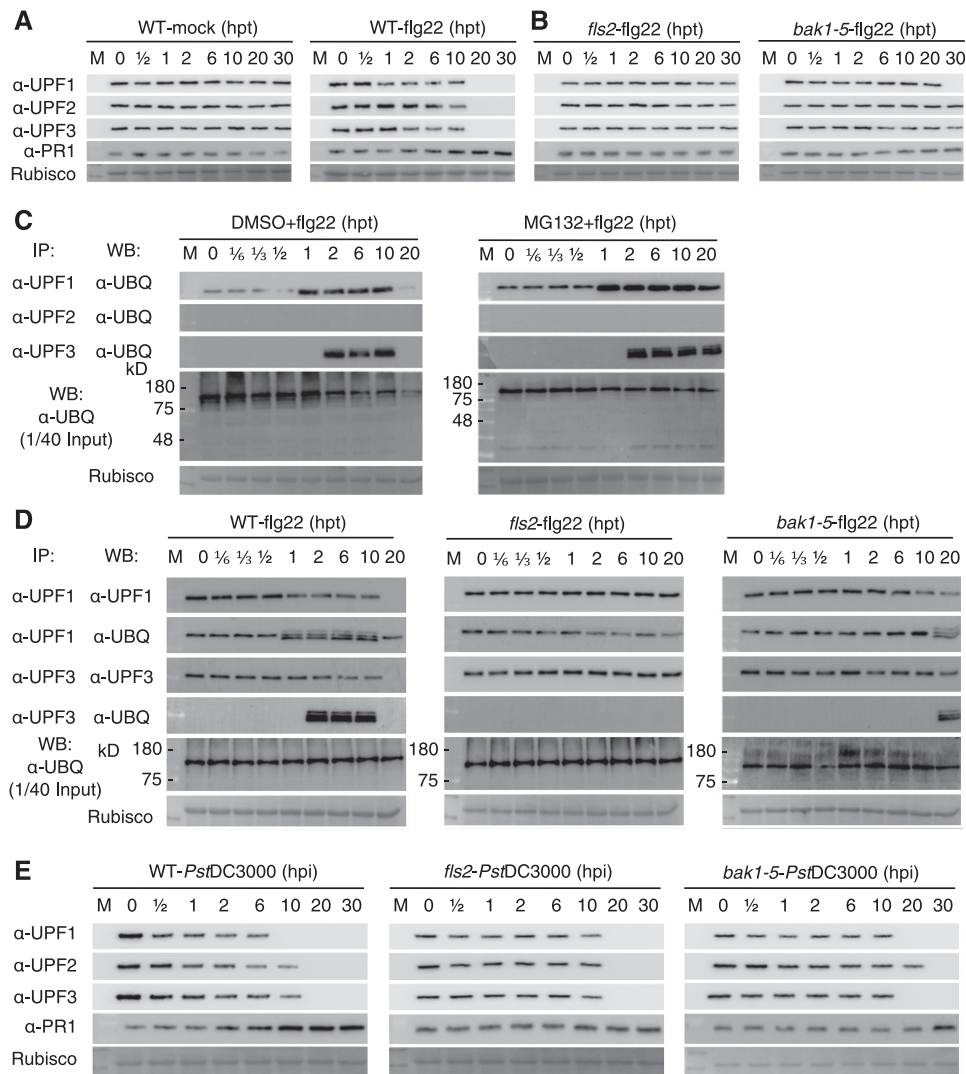 A
WT-mock (hpt)
WT-flg22 (hpt)
M 0 ½ 1 2 6 10 20 30
M 0 ½ 1 2 6 10 20 30
α-UPF1
α-UPF2
α-UPF3
α-PR1
Rubisco
B
fls2-flg22 (hpt)
bak1-5-flg22 (hpt)
M 0 ½ 1 2 6 10 20 30
M 0 ½ 1 2 6 10 20 30
C
DMSO+flg22 (hpt)
MG132+flg22 (hpt)
IP: WB:
M 0 ⅙ ⅓ ½ 1 2 6 10 20
M 0 ⅙ ⅓ ½ 1 2 6 10 20
α-UPF1 α-UBQ
α-UPF2 α-UBQ
α-UPF3 α-UBQ
kD
WB:
α-UBQ
(1/40 Input)
180
75
48
180
75
48
Rubisco
D
WT-flg22 (hpt)
fls2-flg22 (hpt)
bak1-5-flg22 (hpt)
IP: WB:
M 0 ⅙ ⅓ ½ 1 2 6 10 20
M 0 ⅙ ⅓ ½ 1 2 6 10 20
M 0 ⅙ ⅓ ½ 1 2 6 10 20
α-UPF1 α-UPF1
α-UPF1 α-UBQ
α-UPF3 α-UPF3
α-UPF3 α-UBQ
WB: kD
α-UBQ
(1/40 Input)
180
75
180
75
180
75
Rubisco
E
WT-PstDC3000 (hpi)
fls2-PstDC3000 (hpi)
bak1-5-PstDC3000 (hpi)
M 0 ½ 1 2 6 10 20 30
M 0 ½ 1 2 6 10 20 30
M 0 ½ 1 2 6 10 20 30
α-UPF1
α-UPF2
α-UPF3
α-PR1
Rubisco